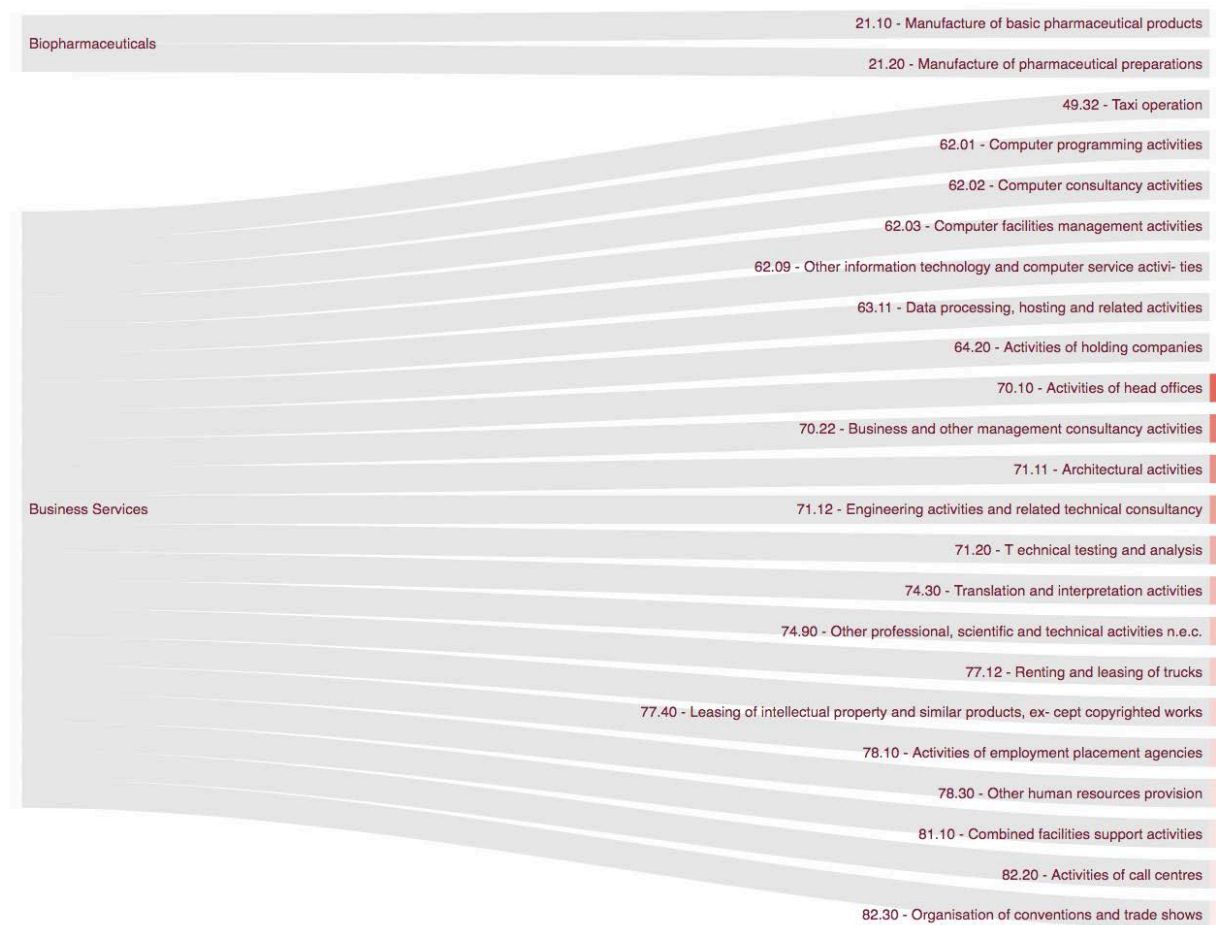 Biopharmaceuticals
21.10 - Manufacture of basic pharmaceutical products
21.20 - Manufacture of pharmaceutical preparations
Business Services
49.32 - Taxi operation
62.01 - Computer programming activities
62.02 - Computer consultancy activities
62.03 - Computer facilities management activities
62.09 - Other information technology and computer service activi- ties
63.11 - Data processing, hosting and related activities
64.20 - Activities of holding companies
70.10 - Activities of head offices
70.22 - Business and other management consultancy activities
71.11 - Architectural activities
71.12 - Engineering activities and related technical consultancy
71.20 - T echnical testing and analysis
74.30 - Translation and interpretation activities
74.90 - Other professional, scientific and technical activities n.e.c.
77.12 - Renting and leasing of trucks
77.40 - Leasing of intellectual property and similar products, ex- cept copyrighted works
78.10 - Activities of employment placement agencies
78.30 - Other human resources provision
81.10 - Combined facilities support activities
82.20 - Activities of call centres
82.30 - Organisation of conventions and trade shows